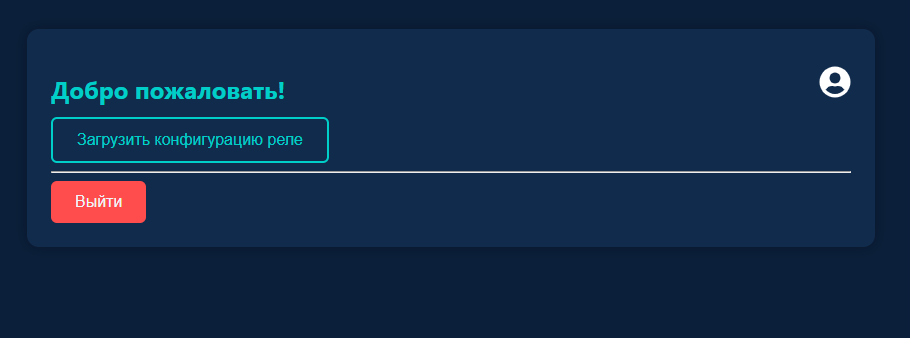 Добро пожаловать!
Загрузить конфигурацию реле
Выйти